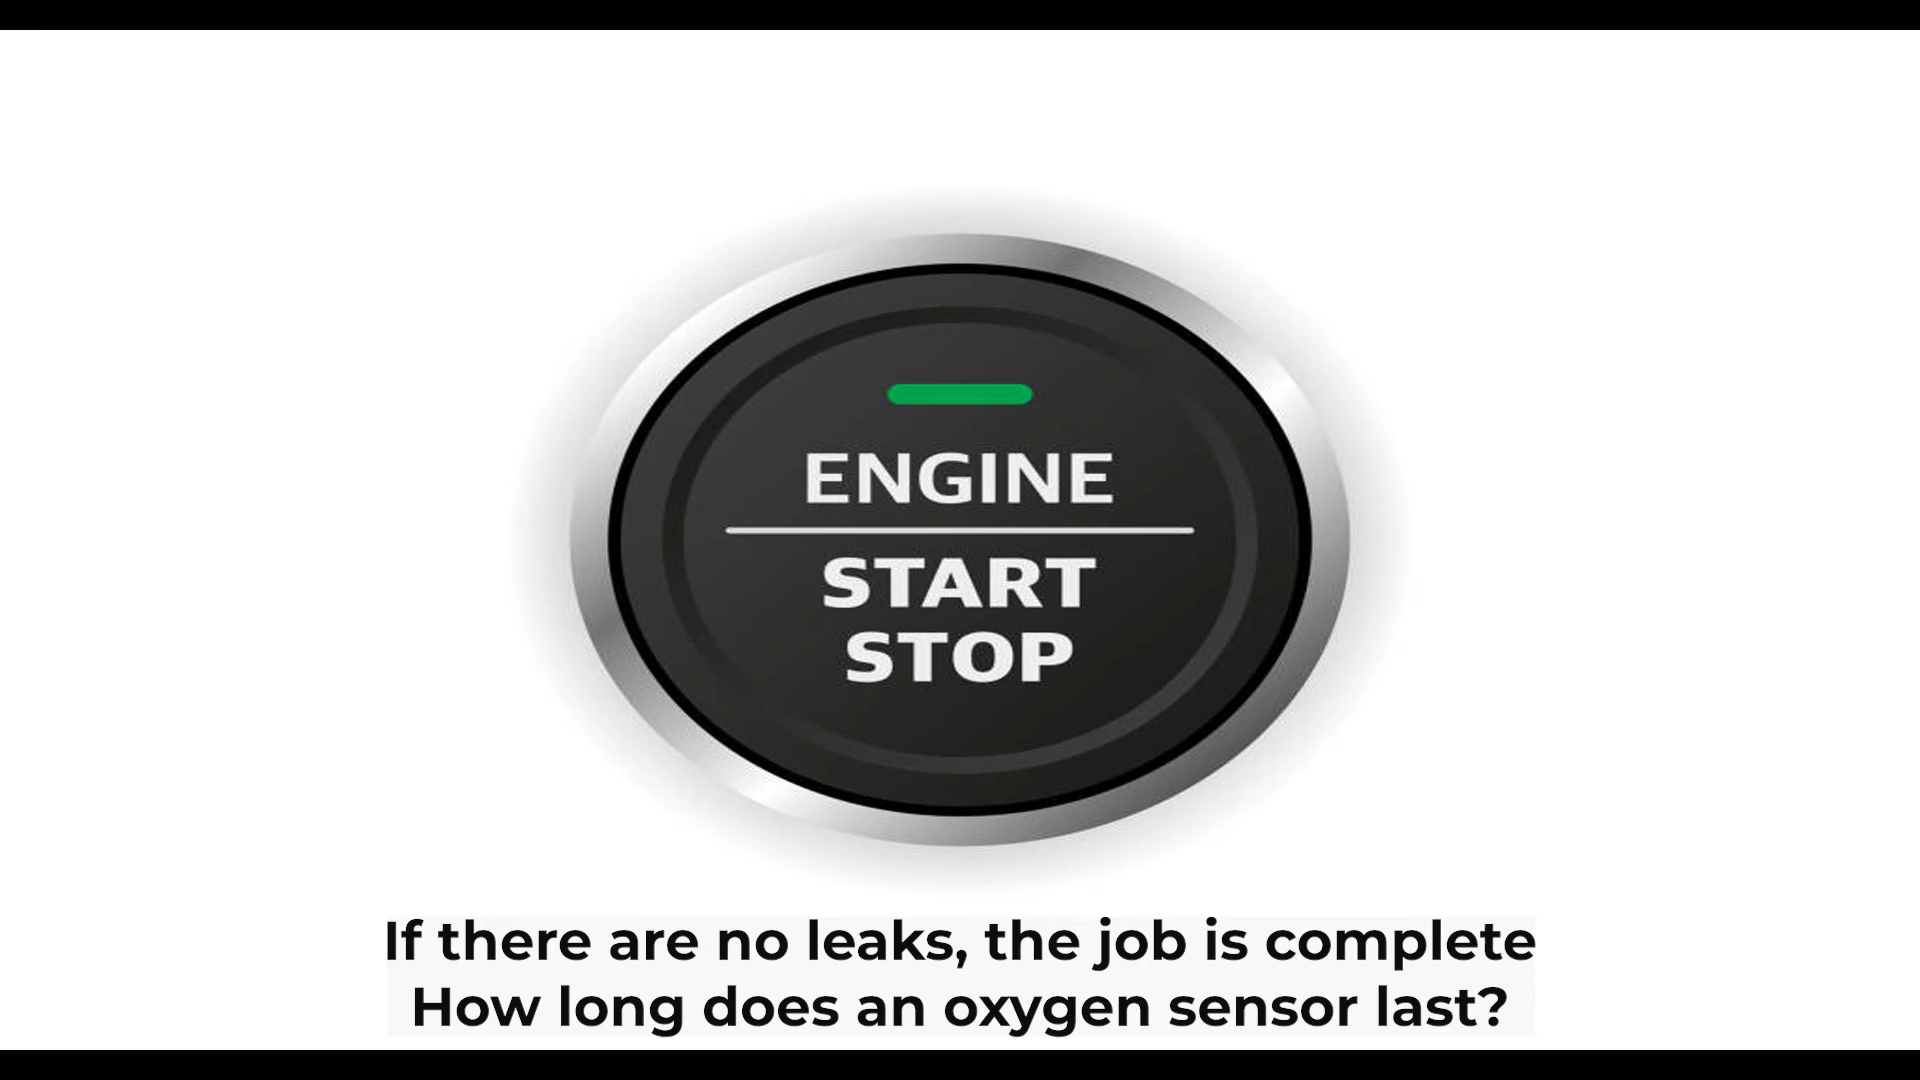 ENGINE
START
STOP
If there are no leaks, the job is complete
How long does an oxygen sensor last?